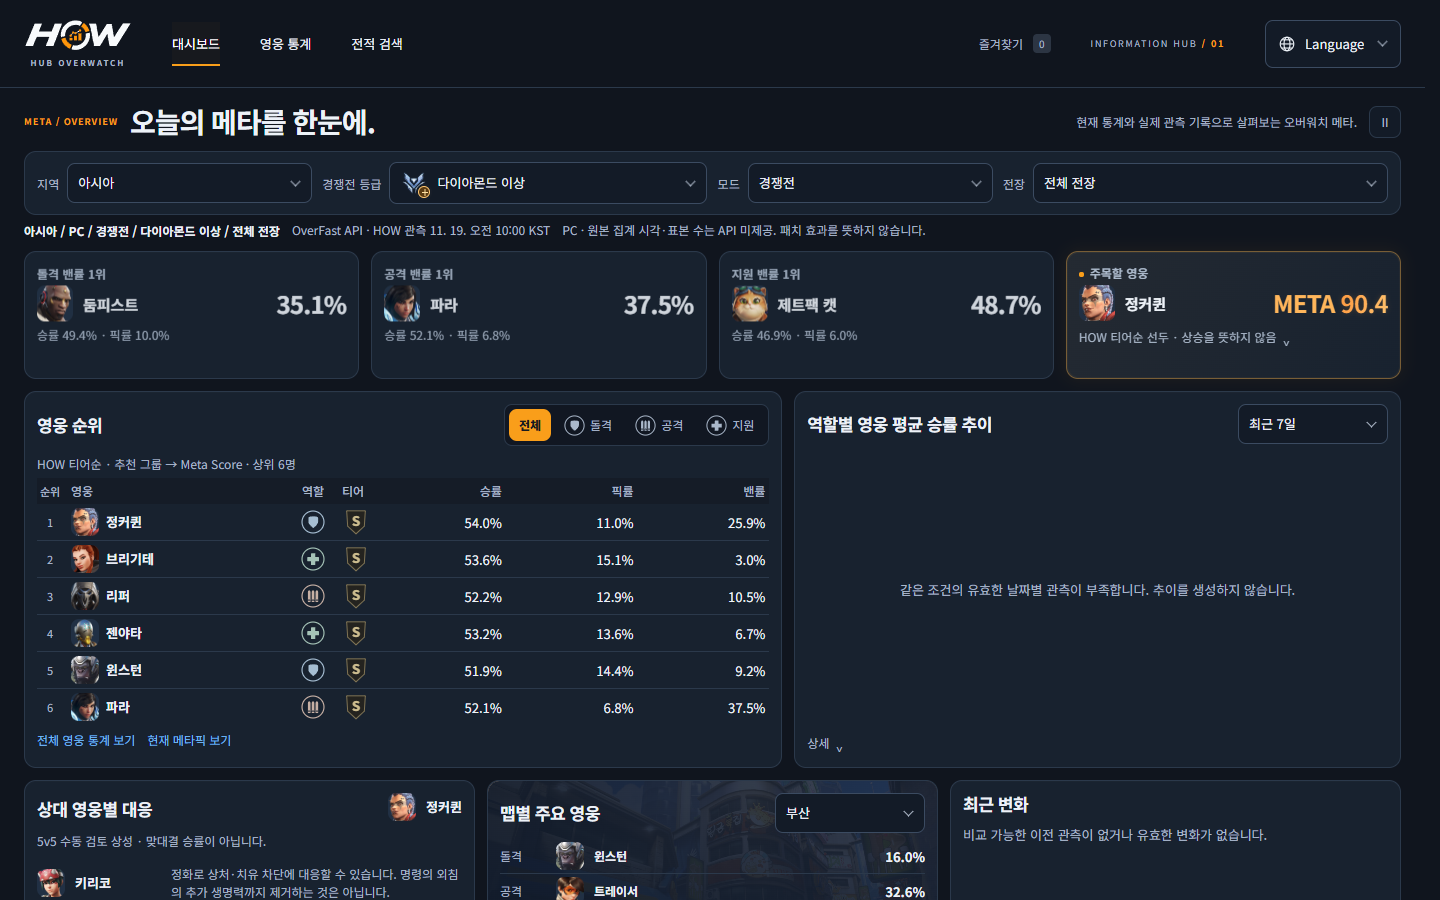 HOW
HUB OVERWATCH
대시보드
영웅 통계
전적 검색
즐겨찾기 0
INFORMATION HUB / 01
Language
META / OVERVIEW
오늘의 메타를 한눈에.
현재 통계와 실제 관측 기록으로 살펴보는 오버워치 메타.
지역 아시아
경쟁전 등급 다이아몬드 이상
모드 경쟁전
전장 전체 전장
아시아 / PC / 경쟁전 / 다이아몬드 이상 / 전체 전장 OverFast API · HOW 관측 11. 19. 오전 10:00 KST PC · 원본 집계 시각·표본 수는 API 미제공. 패치 효과를 뜻하지 않습니다.
돌격 밴률 1위
둠피스트 35.1%
승률 49.4% · 픽률 10.0%
공격 밴률 1위
파라 37.5%
승률 52.1% · 픽률 6.8%
지원 밴률 1위
제트팩 캣 48.7%
승률 46.9% · 픽률 6.0%
주목할 영웅
정커퀸 META 90.4
HOW 티어순 선두 · 상승을 뜻하지 않음
영웅 순위
전체 돌격 공격 지원
HOW 티어순 · 추천 그룹 → Meta Score · 상위 6명
순위 영웅 역할 티어 승률 픽률 밴률
1 정커퀸 S 54.0% 11.0% 25.9%
2 브리기테 S 53.6% 15.1% 3.0%
3 리퍼 S 52.2% 12.9% 10.5%
4 젠야타 S 53.2% 13.6% 6.7%
5 윈스턴 S 51.9% 14.4% 9.2%
6 파라 S 52.1% 6.8% 37.5%
전체 영웅 통계 보기 현재 메타픽 보기
역할별 영웅 평균 승률 추이
최근 7일
같은 조건의 유효한 날짜별 관측이 부족합니다. 추이를 생성하지 않습니다.
상세
상대 영웅별 대응
정커퀸
5v5 수동 검토 상성 · 맞대결 승률이 아닙니다.
키리코
정화로 상처·치유 차단에 대응할 수 있습니다. 명령의 외침
의 추가 생명력까지 제거하는 것은 아닙니다.
맵별 주요 영웅
부산
돌격 윈스턴 16.0%
공격 트레이서 32.6%
최근 변화
비교 가능한 이전 관측이 없거나 유효한 변화가 없습니다.